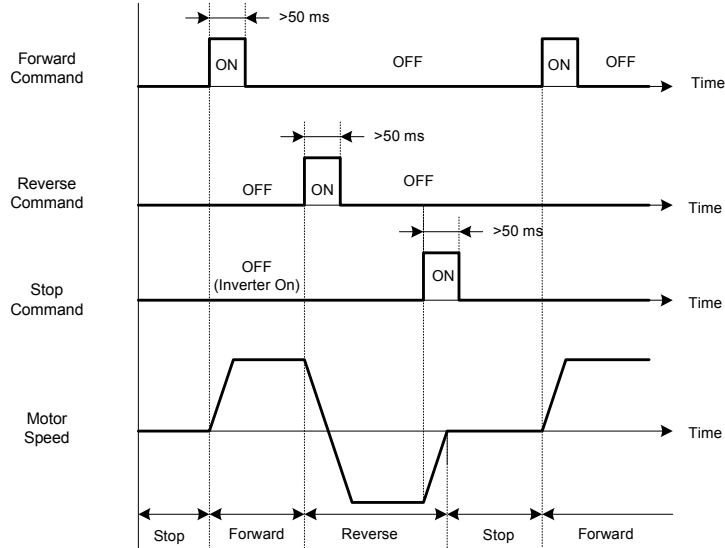 >50 ms
Forward
Command
ON
OFF
ON
OFF
Time
>50 ms
Reverse
Command
OFF
ON
OFF
Time
>50 ms
Stop
Command
OFF
(Inverter On)
ON
Time
Motor
Speed
Time
Stop
Forward
Reverse
Stop
Forward